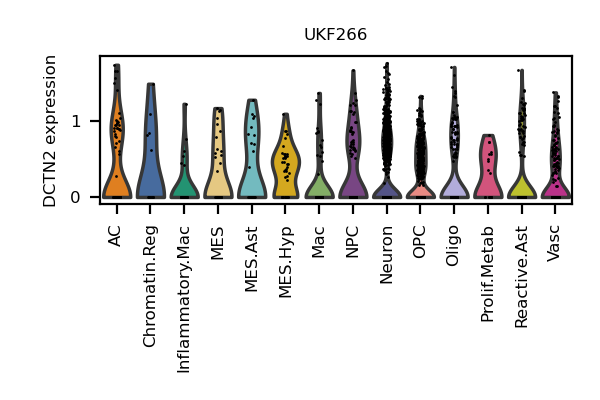 UKF266
DCTN2 expression
1
0
AC
Chromatin.Reg
Inflammatory.Mac
MES
MES.Ast
MES.Hyp
Mac
NPC
Neuron
OPC
Oligo
Prolif.Metab
Reactive.Ast
Vasc